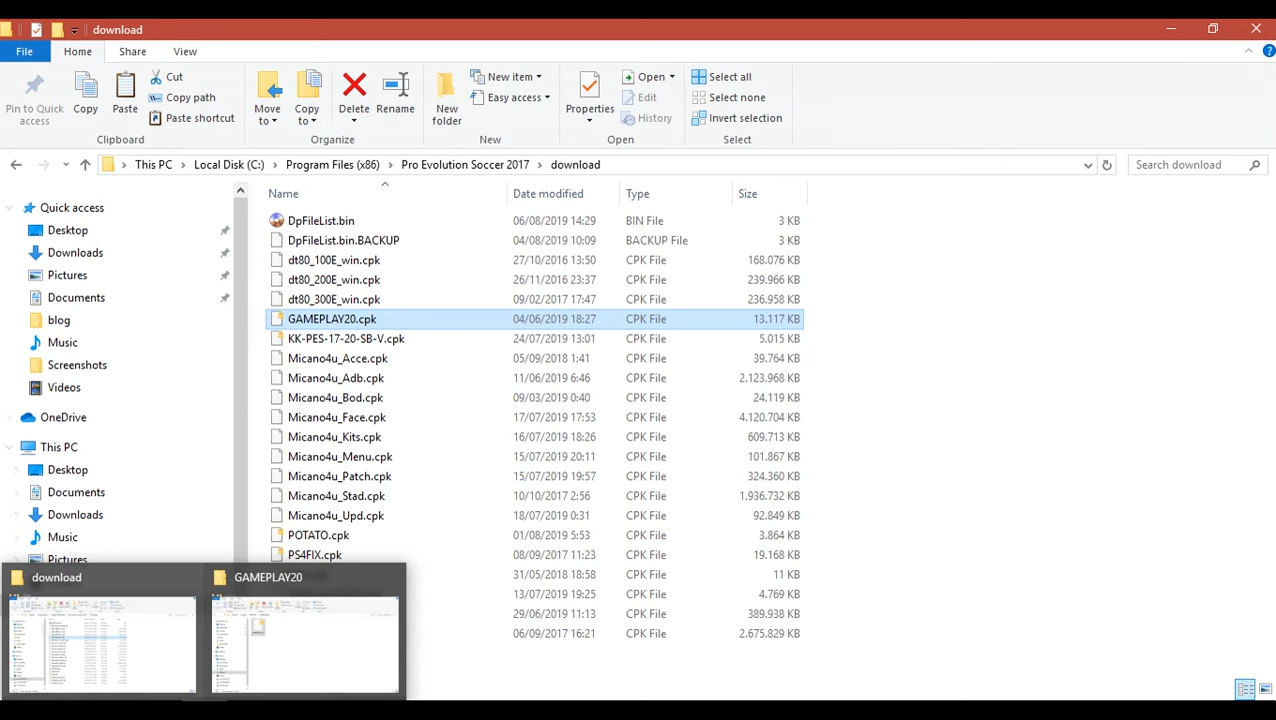 download
File Home Share View
Pin to Quick access
Copy
Paste
Cut
Copy path
Paste shortcut
Clipboard
Move to
Copy to
Delete
Rename
Organize
New folder
New item
Easy access
New
Properties
Open
Edit
History
Open
Select all
Select none
Invert selection
Select
This PC Local Disk (C:) Program Files (x86) Pro Evolution Soccer 2017 download
Search download
Quick access
Desktop
Downloads
Pictures
Documents
blog
Music
Screenshots
Videos
OneDrive
This PC
Desktop
Documents
Downloads
Music
Pictures
Name Date modified Type Size
DpFileList.bin 06/08/2019 14:29 BIN File 3 KB
DpFileList.bin.BACKUP 04/08/2019 10:09 BACKUP File 3 KB
dt80_100E_win.cpk 27/10/2016 13:50 CPK File 168.076 KB
dt80_200E_win.cpk 26/11/2016 23:37 CPK File 239.966 KB
dt80_300E_win.cpk 09/02/2017 17:47 CPK File 236.958 KB
GAMEPLAY20.cpk 04/06/2019 18:27 CPK File 13.117 KB
KK-PES-17-20-SB-V.cpk 24/07/2019 13:01 CPK File 5.015 KB
Micano4u_Acce.cpk 05/09/2018 1:41 CPK File 39.764 KB
Micano4u_Adb.cpk 11/06/2019 6:46 CPK File 2.123.968 KB
Micano4u_Bod.cpk 09/03/2019 0:40 CPK File 24.119 KB
Micano4u_Face.cpk 17/07/2019 17:53 CPK File 4.120.704 KB
Micano4u_Kits.cpk 16/07/2019 18:26 CPK File 609.713 KB
Micano4u_Menu.cpk 15/07/2019 20:11 CPK File 101.867 KB
Micano4u_Patch.cpk 15/07/2019 19:57 CPK File 324.360 KB
Micano4u_Stad.cpk 10/10/2017 2:56 CPK File 1.936.732 KB
Micano4u_Upd.cpk 18/07/2019 0:31 CPK File 92.849 KB
POTATO.cpk 01/08/2019 5:53 CPK File 3.864 KB
PS4FIX.cpk 08/09/2017 11:23 CPK File 19.168 KB
31/05/2018 18:58 CPK File 11 KB
13/07/2019 19:25 CPK File 4.769 KB
29/06/2019 11:13 CPK File 389.938 KB
06/09/2017 16:21 CPK File 2.675.829 KB
download GAMEPLAY20